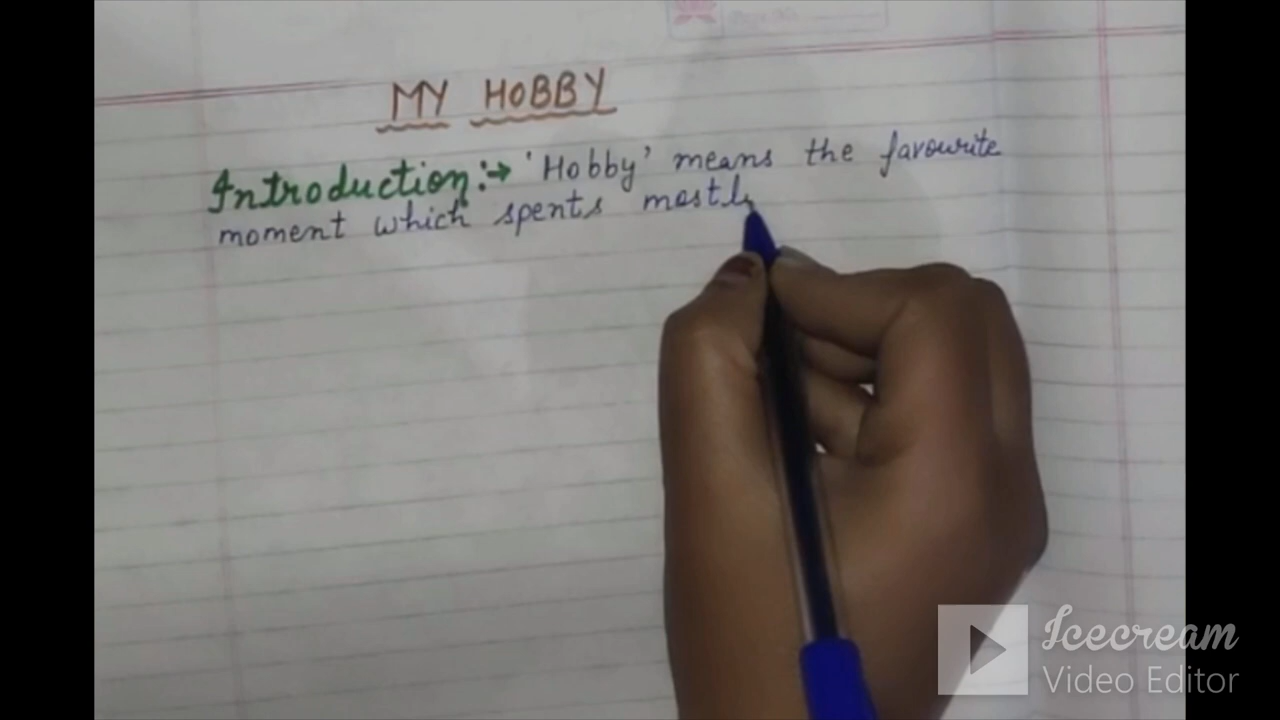 MY HOBBY
Introduction:→ 'Hobby' means the favourite
moment which spents mostly
Icecream
Video Editor